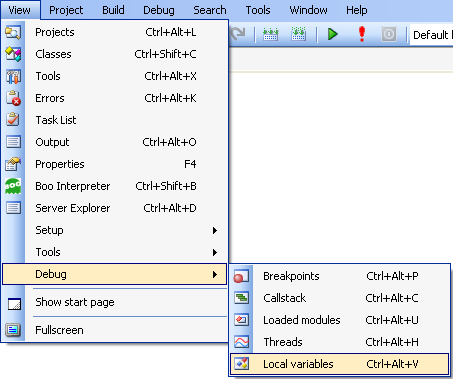 View Project Build Debug Search Tools Window Help
Default
Projects Ctrl+Alt+L
Classes Ctrl+Shift+C
Tools Ctrl+Alt+X
Errors Ctrl+Alt+K
Task List
Output Ctrl+Alt+O
Properties F4
Boo Interpreter Ctrl+Shift+B
Server Explorer Ctrl+Alt+D
Setup
Tools
Debug
Show start page
Fullscreen
Breakpoints Ctrl+Alt+P
Callstack Ctrl+Alt+C
Loaded modules Ctrl+Alt+U
Threads Ctrl+Alt+H
Local variables Ctrl+Alt+V